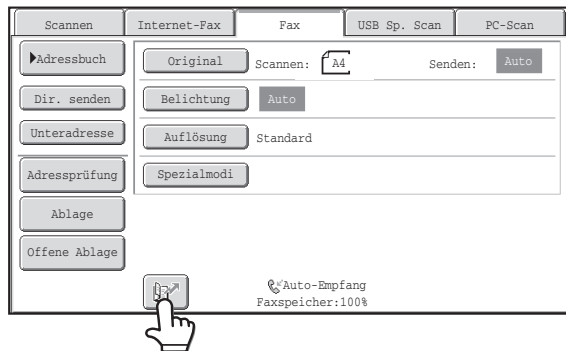 Scannen Internet-Fax Fax USB Sp. Scan PC-Scan
Adressbuch
Original Scannen: A4 Senden: Auto
Dir. senden
Belichtung Auto
Unteradresse
Auflösung Standard
Adressprüfung
Spezialmodi
Ablage
Offene Ablage
Auto-Empfang
Faxspeicher:100%